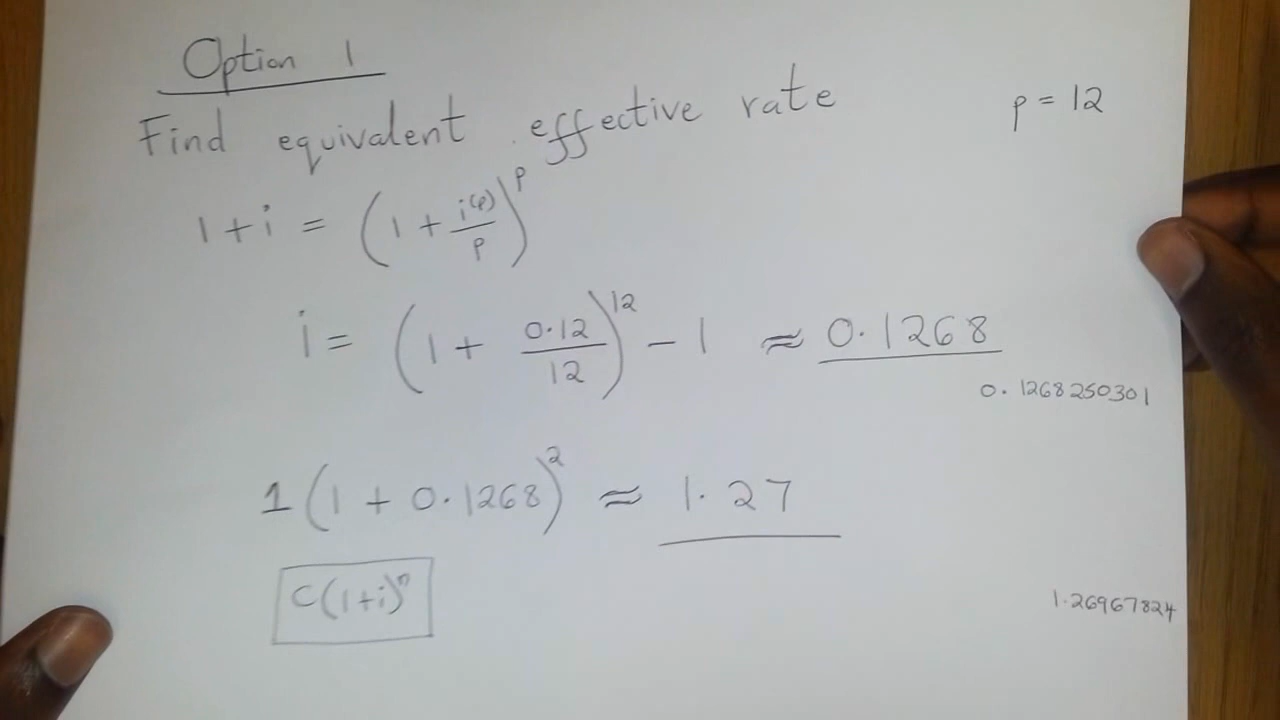 Option 1
Find equivalent effective rate
p = 12
1 + i = (1 + i^(p)/p)^p
i = (1 + 0.12/12)^12 - 1 ≈ 0.1268
0.1268250301
1(1 + 0.1268)^2 ≈ 1.27
C(1+i)^n
1.26967824